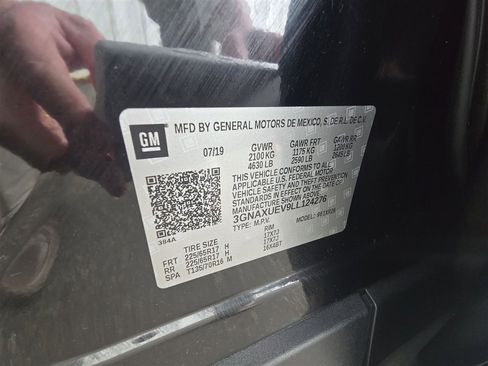 GM
MFD BY GENERAL MOTORS DE MEXICO, S. DE R.L. DE C.V.
07/19 GVWR GAWR FRT GAWR RR
2100 KG 1175 KG 1200 KG
4630 LB 2590 LB 2645 LB
THIS VEHICLE CONFORMS TO ALL
APPLICABLE U.S. FEDERAL MOTOR
VEHICLE SAFETY
STANDARDS IN EFFECT ON THE DATE OF
MANUFACTURE SHOWN ABOVE.
3GNAXUEV9LL124276
TYPE: M.P.V. MODEL:
384A
TIRE SIZE RIM
FRT 225/65R17 H 17X7J
RR 225/65R17 H 17X7J
SPA T135/70R16 M 16X4BT